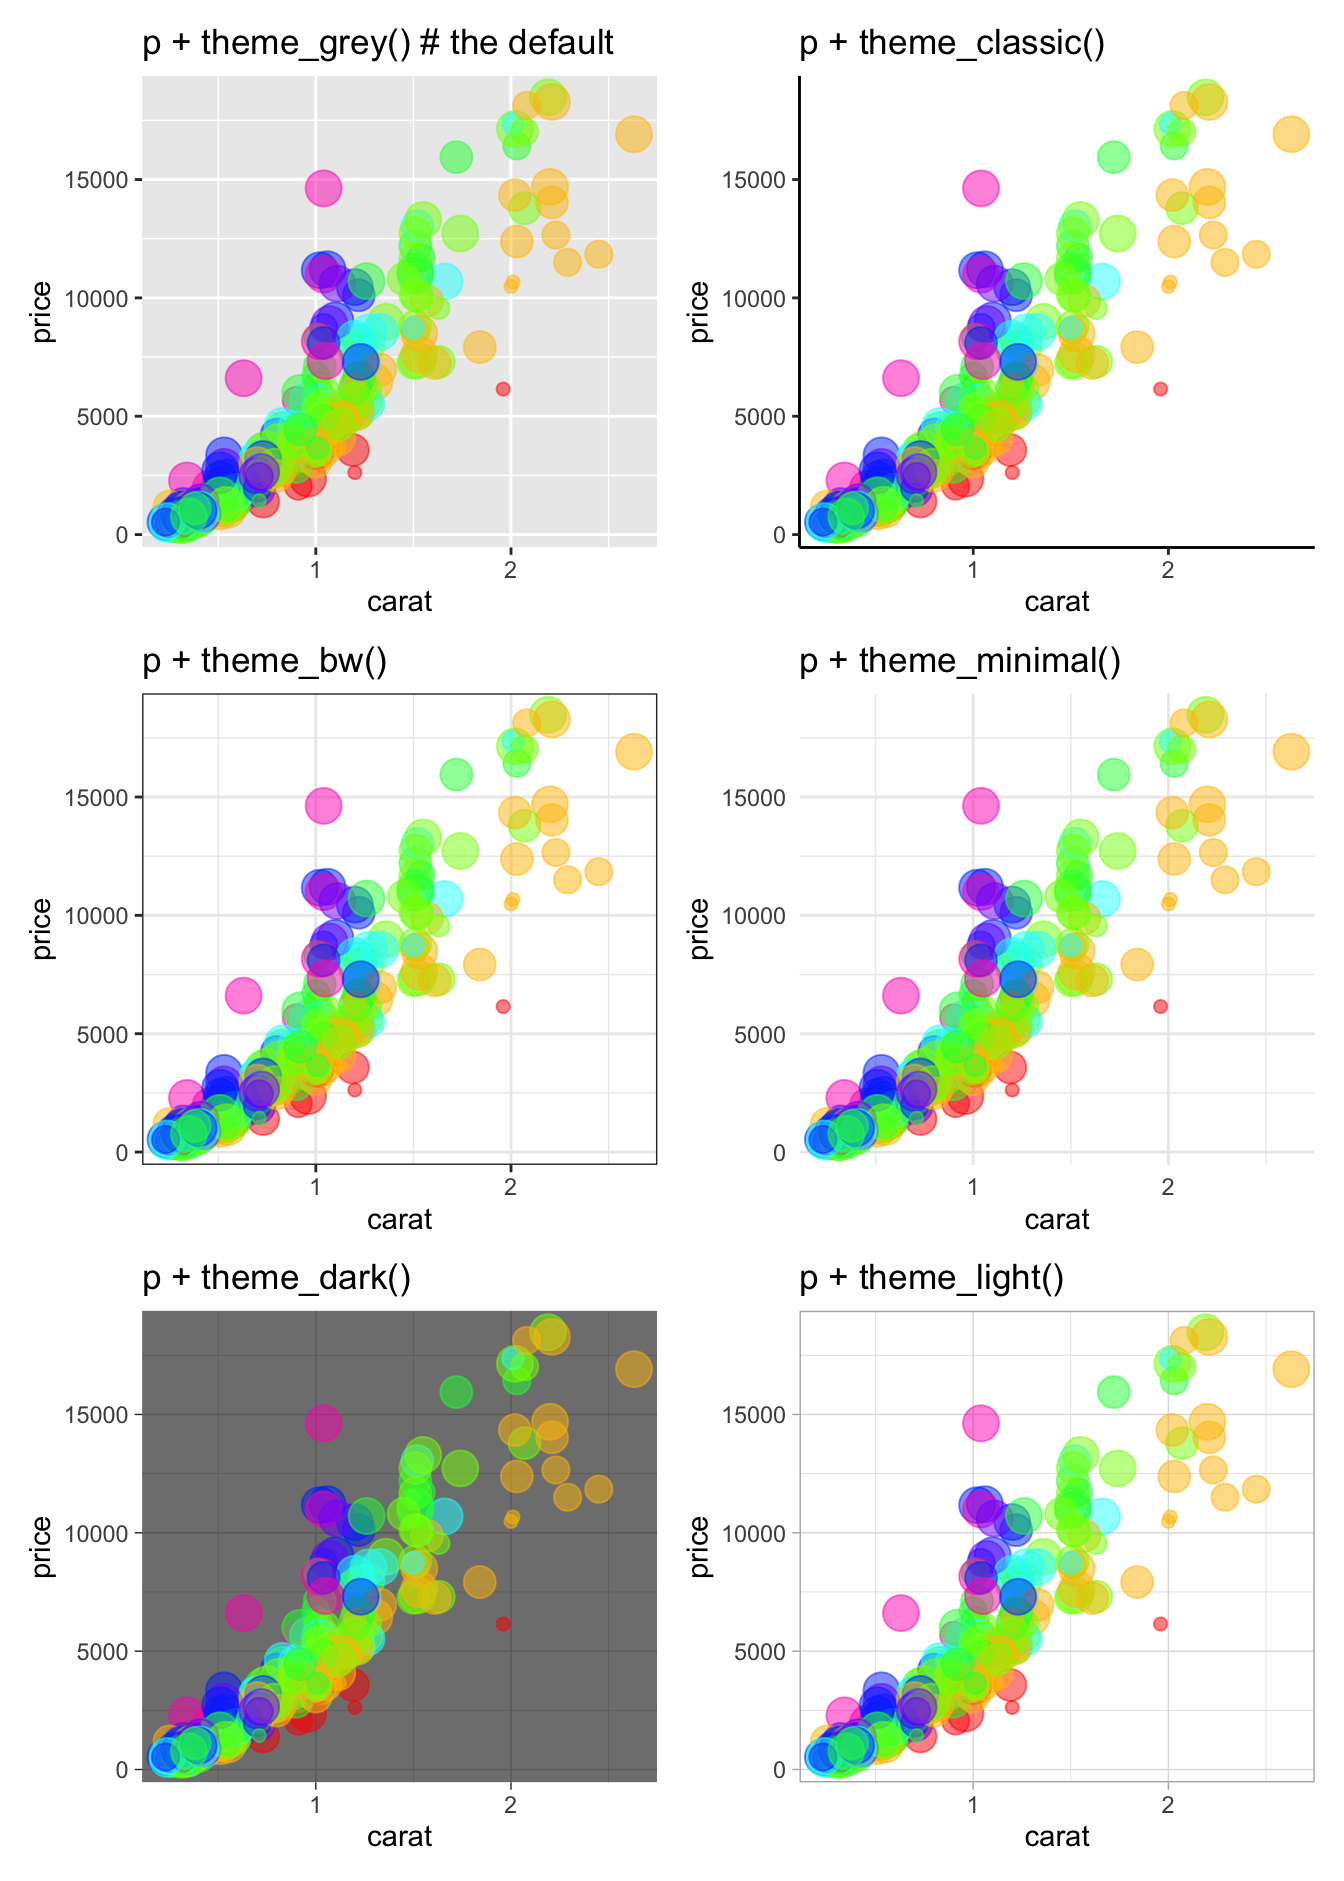 p + theme_grey() # the default
price
15000
10000
5000
0
1 2
carat
p + theme_classic()
price
15000
10000
5000
0
1 2
carat
p + theme_bw()
price
15000
10000
5000
0
1 2
carat
p + theme_minimal()
price
15000
10000
5000
0
1 2
carat
p + theme_dark()
price
15000
10000
5000
0
1 2
carat
p + theme_light()
price
15000
10000
5000
0
1 2
carat